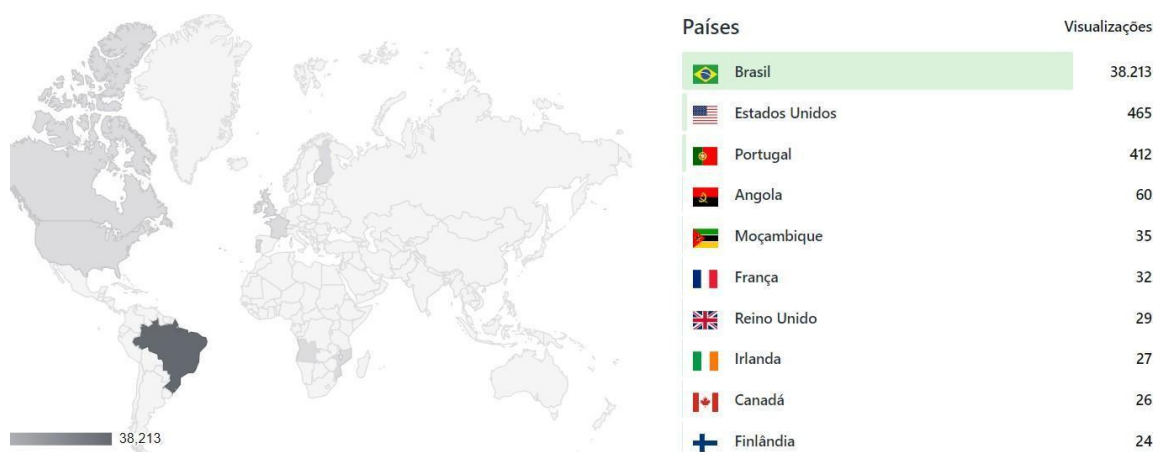 Países Visualizações
Brasil 38.213
Estados Unidos 465
Portugal 412
Angola 60
Moçambique 35
França 32
Reino Unido 29
Irlanda 27
Canadá 26
Finlândia 24
38.213